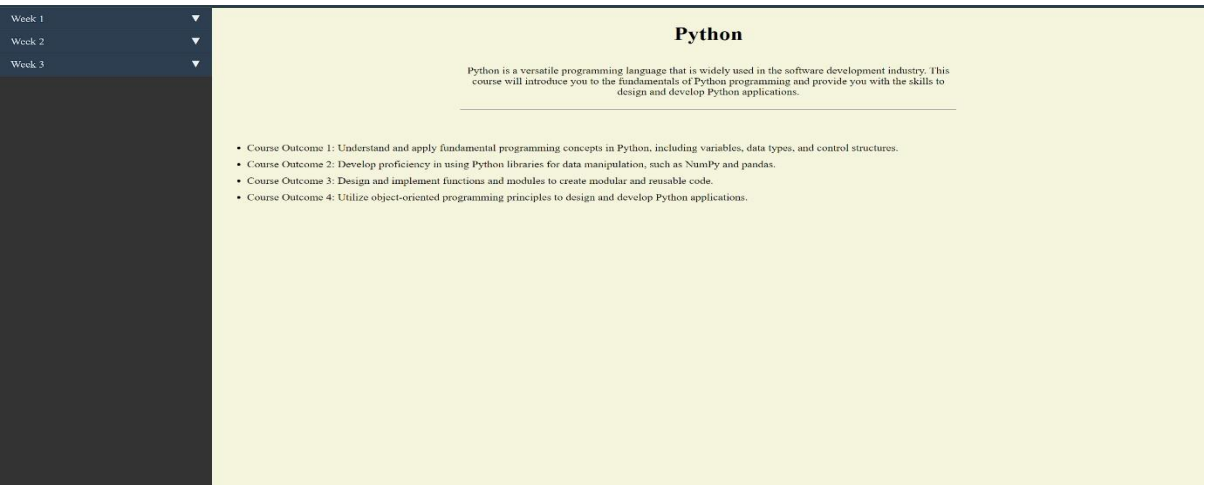 Week 1 ▼
Week 2 ▼
Week 3 ▼
Python
Python is a versatile programming language that is widely used in the software development industry. This
course will introduce you to the fundamentals of Python programming and provide you with the skills to
design and develop Python applications.
• Course Outcome 1: Understand and apply fundamental programming concepts in Python, including variables, data types, and control structures.
• Course Outcome 2: Develop proficiency in using Python libraries for data manipulation, such as NumPy and pandas.
• Course Outcome 3: Design and implement functions and modules to create modular and reusable code.
• Course Outcome 4: Utilize object-oriented programming principles to design and develop Python applications.